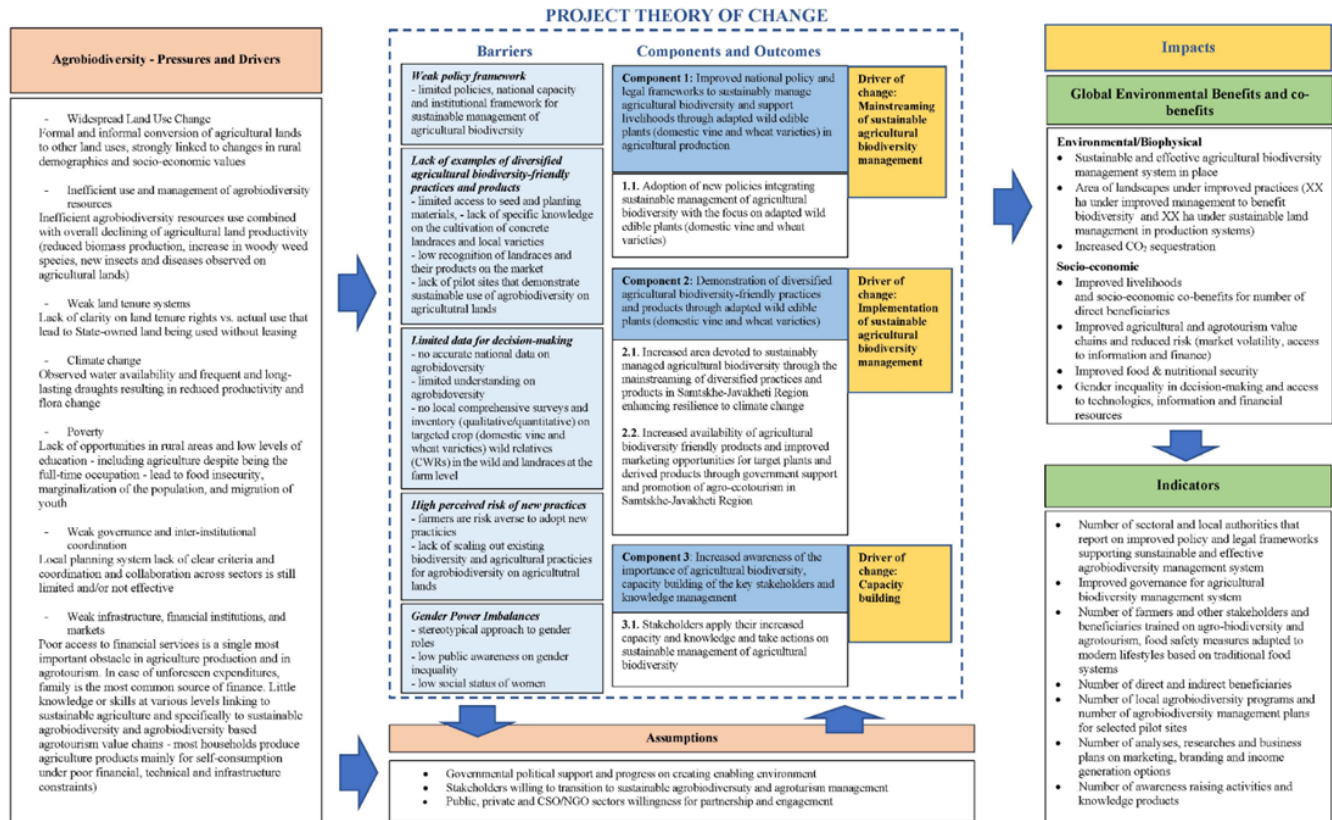 PROJECT THEORY OF CHANGE
Agrobiodiversity - Pressures and Drivers
- Widespread Land Use Change
Formal and informal conversion of agricultural lands
to other land uses, strongly linked to changes in rural
demographics and socio-economic values
- Inefficient use and management of agrobiodiversity
resources
Inefficient agrobiodiversity resources use combined
with overall declining of agricultural land productivity
(reduced biomass production, increase in woody weed
species, new insects and diseases observed on
agricultural lands)
- Weak land tenure systems
Lack of clarity on land tenure rights vs. actual use that
lead to State-owned land being used without leasing
- Climate change
Observed water availability and frequent and long-
lasting draughts resulting in reduced productivity and
flora change
- Poverty
Lack of opportunities in rural areas and low levels of
education - including agriculture despite being the
full-time occupation - lead to food insecurity,
marginalization of the population, and migration of
youth
- Weak governance and inter-institutional
coordination
Local planning system lack of clear criteria and
coordination and collaboration across sectors is still
limited and/or not effective
- Weak infrastructure, financial institutions, and
markets
Poor access to financial services is a single most
important obstacle in agriculture production and in
agrotourism. In case of unforeseen expenditures,
family is the most common source of finance. Little
knowledge or skills at various levels linking to
sustainable agriculture and specifically to sustainable
agrobiodiversity and agrobiodiversity based
agrotourism value chains - most households produce
agriculture products mainly for self-consumption
under poor financial, technical and infrastructure
constraints)
Barriers
Weak policy framework
- limited policies, national capacity
and institutional framework for
sustainable management of
agricultural biodiversity
Lack of examples of diversified
agricultural biodiversity-friendly
practices and products
- limited access to seed and planting
materials, - lack of specific knowledge
on the cultivation of concrete
landraces and local varieties
- low recognition of landraces and
their products on the market
- lack of pilot sites that demonstrate
sustainable use of agrobiodiversity on
agricultutral lands
Limited data for decision-making
- no accurate national data on
agrobidoversity
- limited understanding on
agrobidoversity
- no local comprehensive surveys and
inventory (qualitative/quantitative) on
targeted crop (domestic vine and
wheat varieties) wild relatives
(CWRs) in the wild and landraces at the
farm level
High perceived risk of new practices
- farmers are risk averse to adopt new
practicies
- lack of scaling out existing
biodiversity and agricultural practicies
for agrobiodiversity on agricultutral
lands
Gender Power Imbalances
- stereotypical approach to gender
roles
- low public awareness on gender
inequality
- low social status of women
Components and Outcomes
Component 1: Improved national policy and
legal frameworks to sustainably manage
agricultural biodiversity and support
livelihoods through adapted wild edible
plants (domestic vine and wheat varieties) in
agricultural production
Driver of
change:
Mainstreaming
of sustainable
agricultural
biodiversity
management
1.1. Adoption of new policies integrating
sustainable management of agricultural
biodiversity with the focus on adapted wild
edible plants (domestic vine and wheat
varieties)
Component 2: Demonstration of diversified
agricultural biodiversity-friendly practices
and products through adapted wild edible
plants (domestic vine and wheat varieties)
Driver of
change:
Implementation
of sustainable
agricultural
biodiversity
management
2.1. Increased area devoted to sustainably
managed agricultural biodiversity through the
mainstreaming of diversified practices and
products in Samtskhe-Javakheti Region
enhancing resilience to climate change
2.2. Increased availability of agricultural
biodiversity friendly products and improved
marketing opportunities for target plants and
derived products through government support
and promotion of agro-ecotourism in
Samtskhe-Javakheti Region
Component 3: Increased awareness of the
importance of agricultural biodiversity,
capacity building of the key stakeholders and
knowledge management
Driver of
change:
Capacity
building
3.1. Stakeholders apply their increased
capacity and knowledge and take actions on
sustainable management of agricultural
biodiversity
Assumptions
• Governmental political support and progress on creating enabling environment
• Stakeholders willing to transition to sustainable agrobiodiversuty and agroturism management
• Public, private and CSO/NGO sectors willingness for partnership and engagement
Impacts
Global Environmental Benefits and co-
benefits
Environmental/Biophysical
• Sustainable and effective agricultural biodiversity
management system in place
• Area of landscapes under improved practices (XX
ha under improved management to benefit
biodiversity and XX ha under sustainable land
management in production systems)
• Increased CO₂ sequestration
Socio-economic
• Improved livelihoods
and socio-economic co-benefits for number of
direct beneficiaries
• Improved agricultural and agrotourism value
chains and reduced risk (market volatility, access
to information and finance)
• Improved food & nutritional security
• Gender inequality in decision-making and access
to technologies, information and financial
resources
Indicators
• Number of sectoral and local authorities that
report on improved policy and legal frameworks
supporting sunstainable and effective
agrobiodiversity management system
• Improved governance for agricultural
biodiversity management system
• Number of farmers and other stakeholders and
beneficiaries trained on agro-biodiversity and
agrotourism, food safety measures adapted to
modern lifestyles based on traditional food
systems
• Number of direct and indirect beneficiaries
• Number of local agrobiodiversity programs and
number of agrobiodiversity management plans
for selected pilot sites
• Number of analyses, researches and business
plans on marketing, branding and income
generation options
• Number of awareness raising activities and
knowledge products